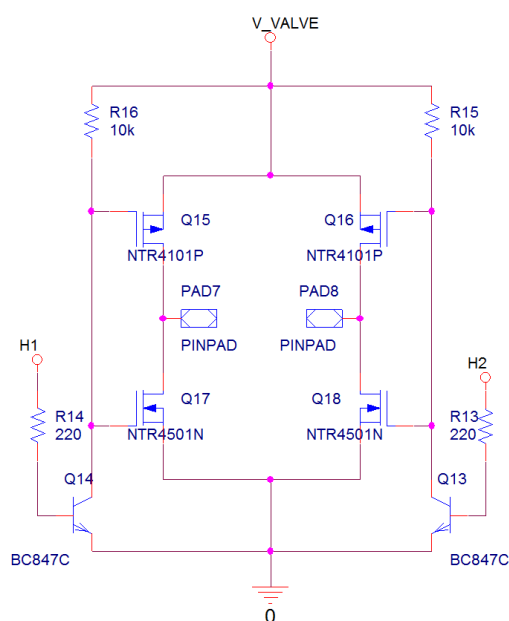 V_VALVE
R16
10k
R15
10k
Q15
Q16
NTR4101P
NTR4101P
PAD7
PAD8
PINPAD
PINPAD
H1
H2
Q17
Q18
R14
220
R13
220
NTR4501N
NTR4501N
Q14
Q13
BC847C
BC847C
0